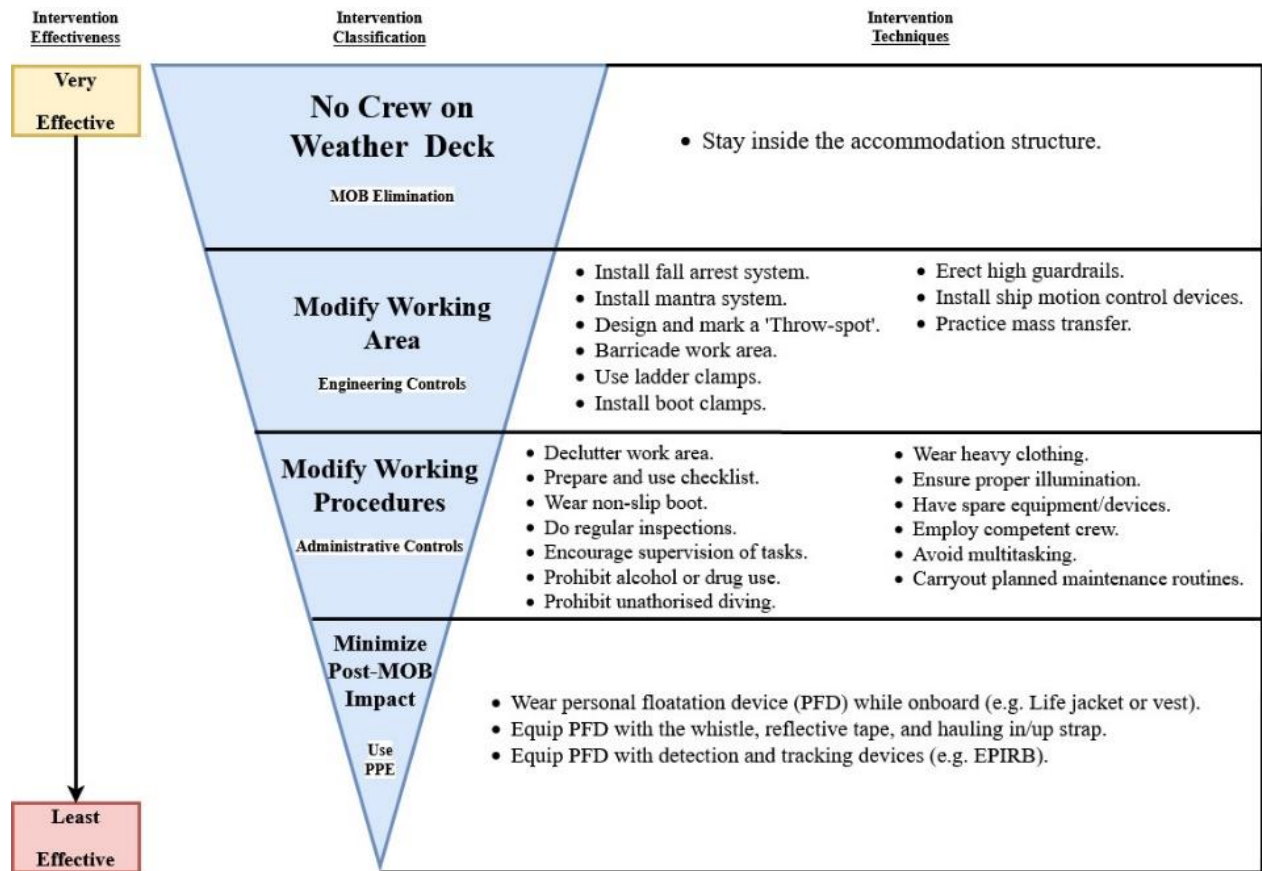 Intervention
Effectiveness
Intervention
Classification
Intervention
Techniques
Very
Effective
No Crew on
Weather Deck
MOB Elimination
• Stay inside the accommodation structure.
Modify Working
Area
Engineering Controls
• Install fall arrest system.
• Install mantra system.
• Design and mark a 'Throw-spot'.
• Barricade work area.
• Use ladder clamps.
• Install boot clamps.
• Erect high guardrails.
• Install ship motion control devices.
• Practice mass transfer.
Modify Working
Procedures
Administrative Controls
• Declutter work area.
• Prepare and use checklist.
• Wear non-slip boot.
• Do regular inspections.
• Encourage supervision of tasks.
• Prohibit alcohol or drug use.
• Prohibit unathorised diving.
• Wear heavy clothing.
• Ensure proper illumination.
• Have spare equipment/devices.
• Employ competent crew.
• Avoid multitasking.
• Carryout planned maintenance routines.
Minimize
Post-MOB
Impact
Use
PPE
• Wear personal floatation device (PFD) while onboard (e.g. Life jacket or vest).
• Equip PFD with the whistle, reflective tape, and hauling in/up strap.
• Equip PFD with detection and tracking devices (e.g. EPIRB).
Least
Effective